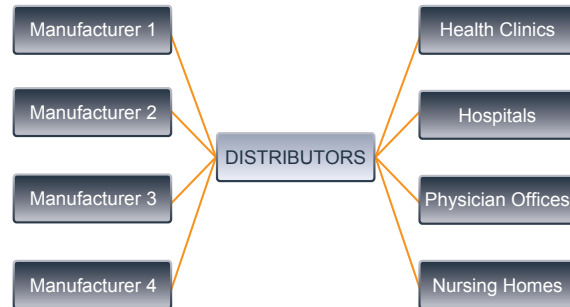 Manufacturer 1
Health Clinics
Manufacturer 2
Hospitals
DISTRIBUTORS
Manufacturer 3
Physician Offices
Manufacturer 4
Nursing Homes